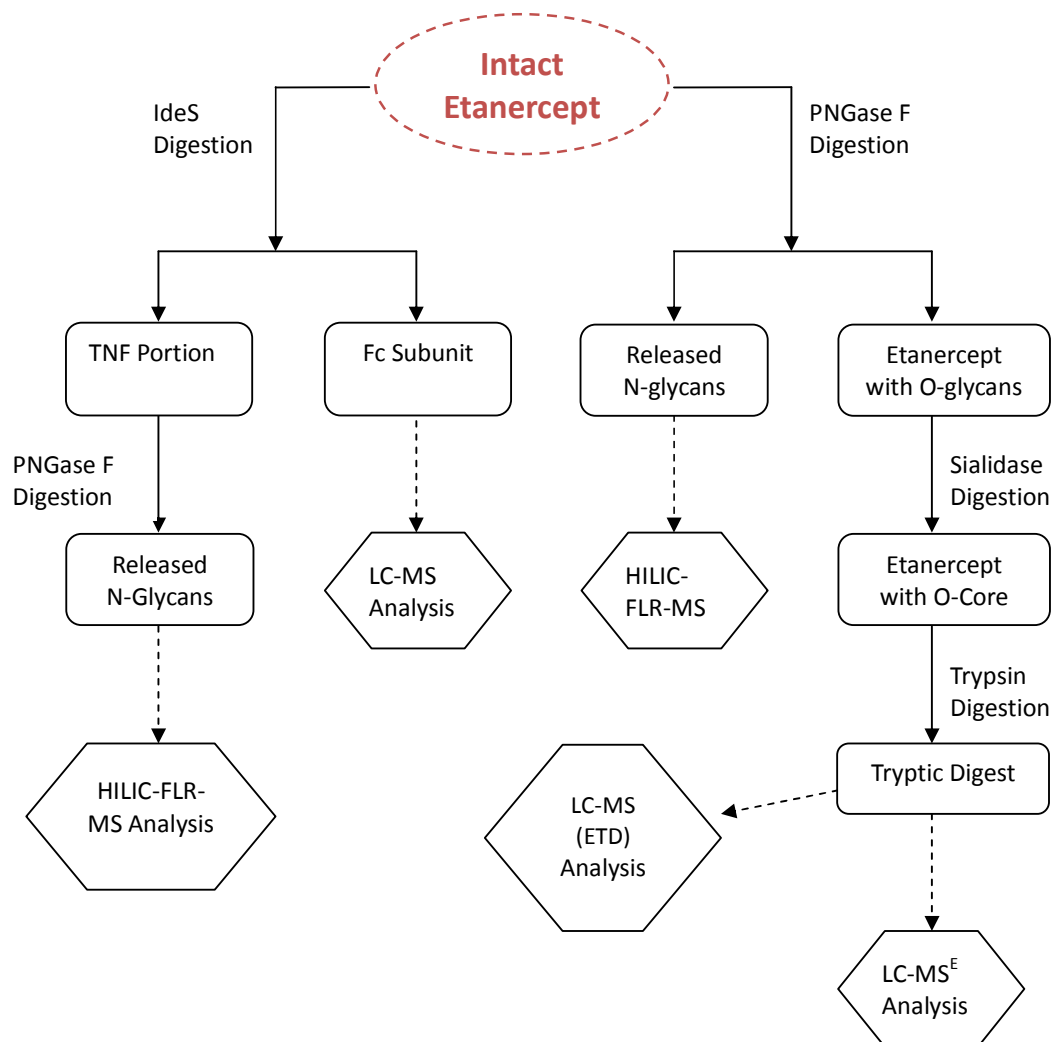 Intact
Etanercept
IdeS
Digestion
PNGase F
Digestion
TNF Portion
Fc Subunit
Released
N-glycans
Etanercept
with O-glycans
PNGase F
Digestion
Sialidase
Digestion
Released
N-Glycans
LC-MS
Analysis
HILIC-
FLR-MS
Etanercept
with O-Core
Trypsin
Digestion
HILIC-FLR-
MS Analysis
LC-MS
(ETD)
Analysis
Tryptic Digest
LC-MSᴱ
Analysis